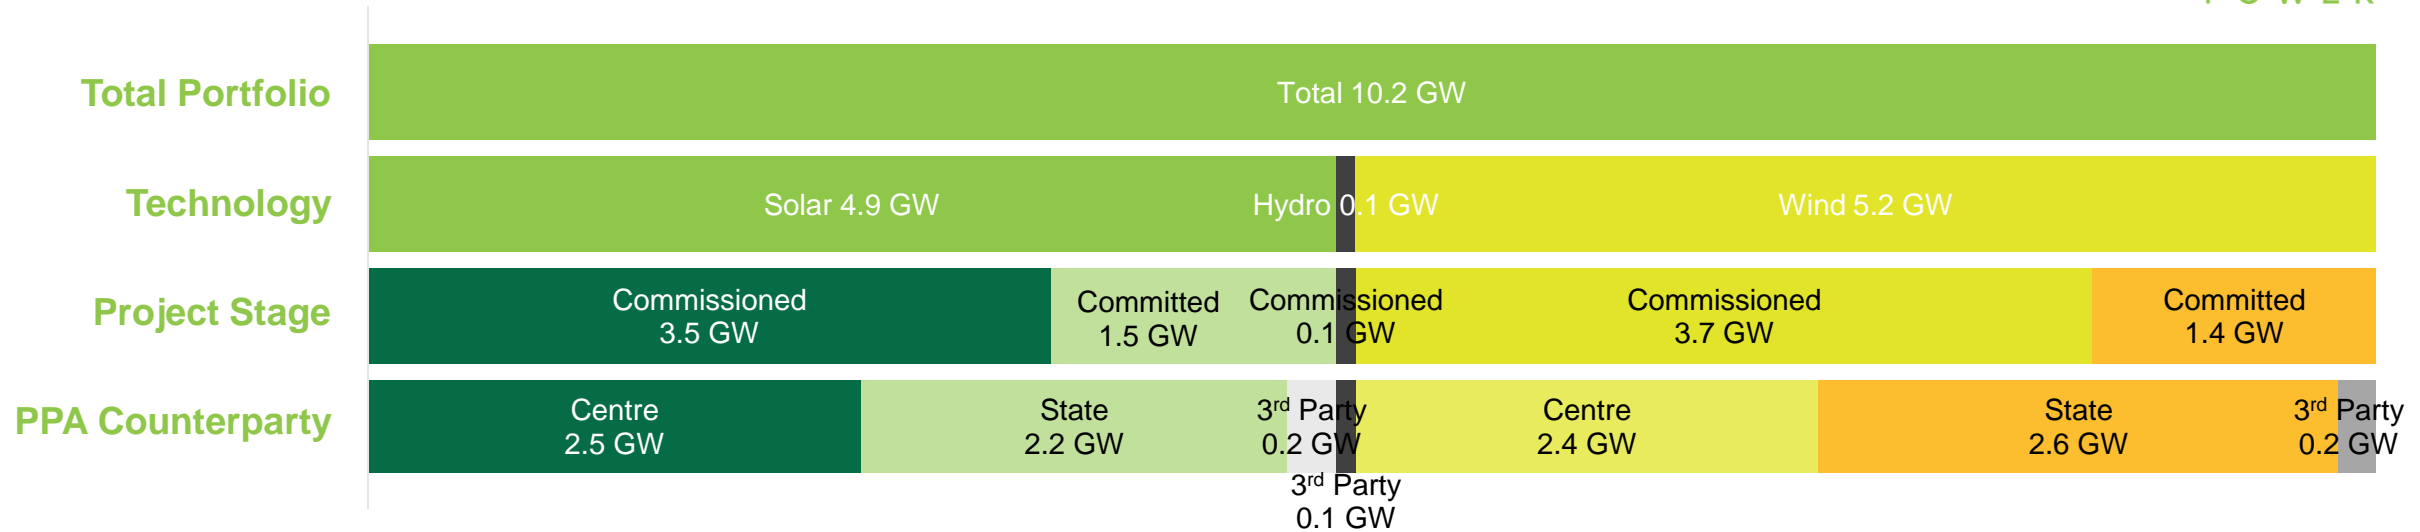 Total Portfolio
Total 10.2 GW
Technology
Solar 4.9 GW
Hydro 0.1 GW
Wind 5.2 GW
Project Stage
Commissioned
3.5 GW
Committed
1.5 GW
Commissioned
0.1 GW
Commissioned
3.7 GW
Committed
1.4 GW
PPA Counterparty
Centre
2.5 GW
State
2.2 GW
3rd Party
0.2 GW
3rd Party
0.1 GW
Centre
2.4 GW
State
2.6 GW
3rd Party
0.2 GW